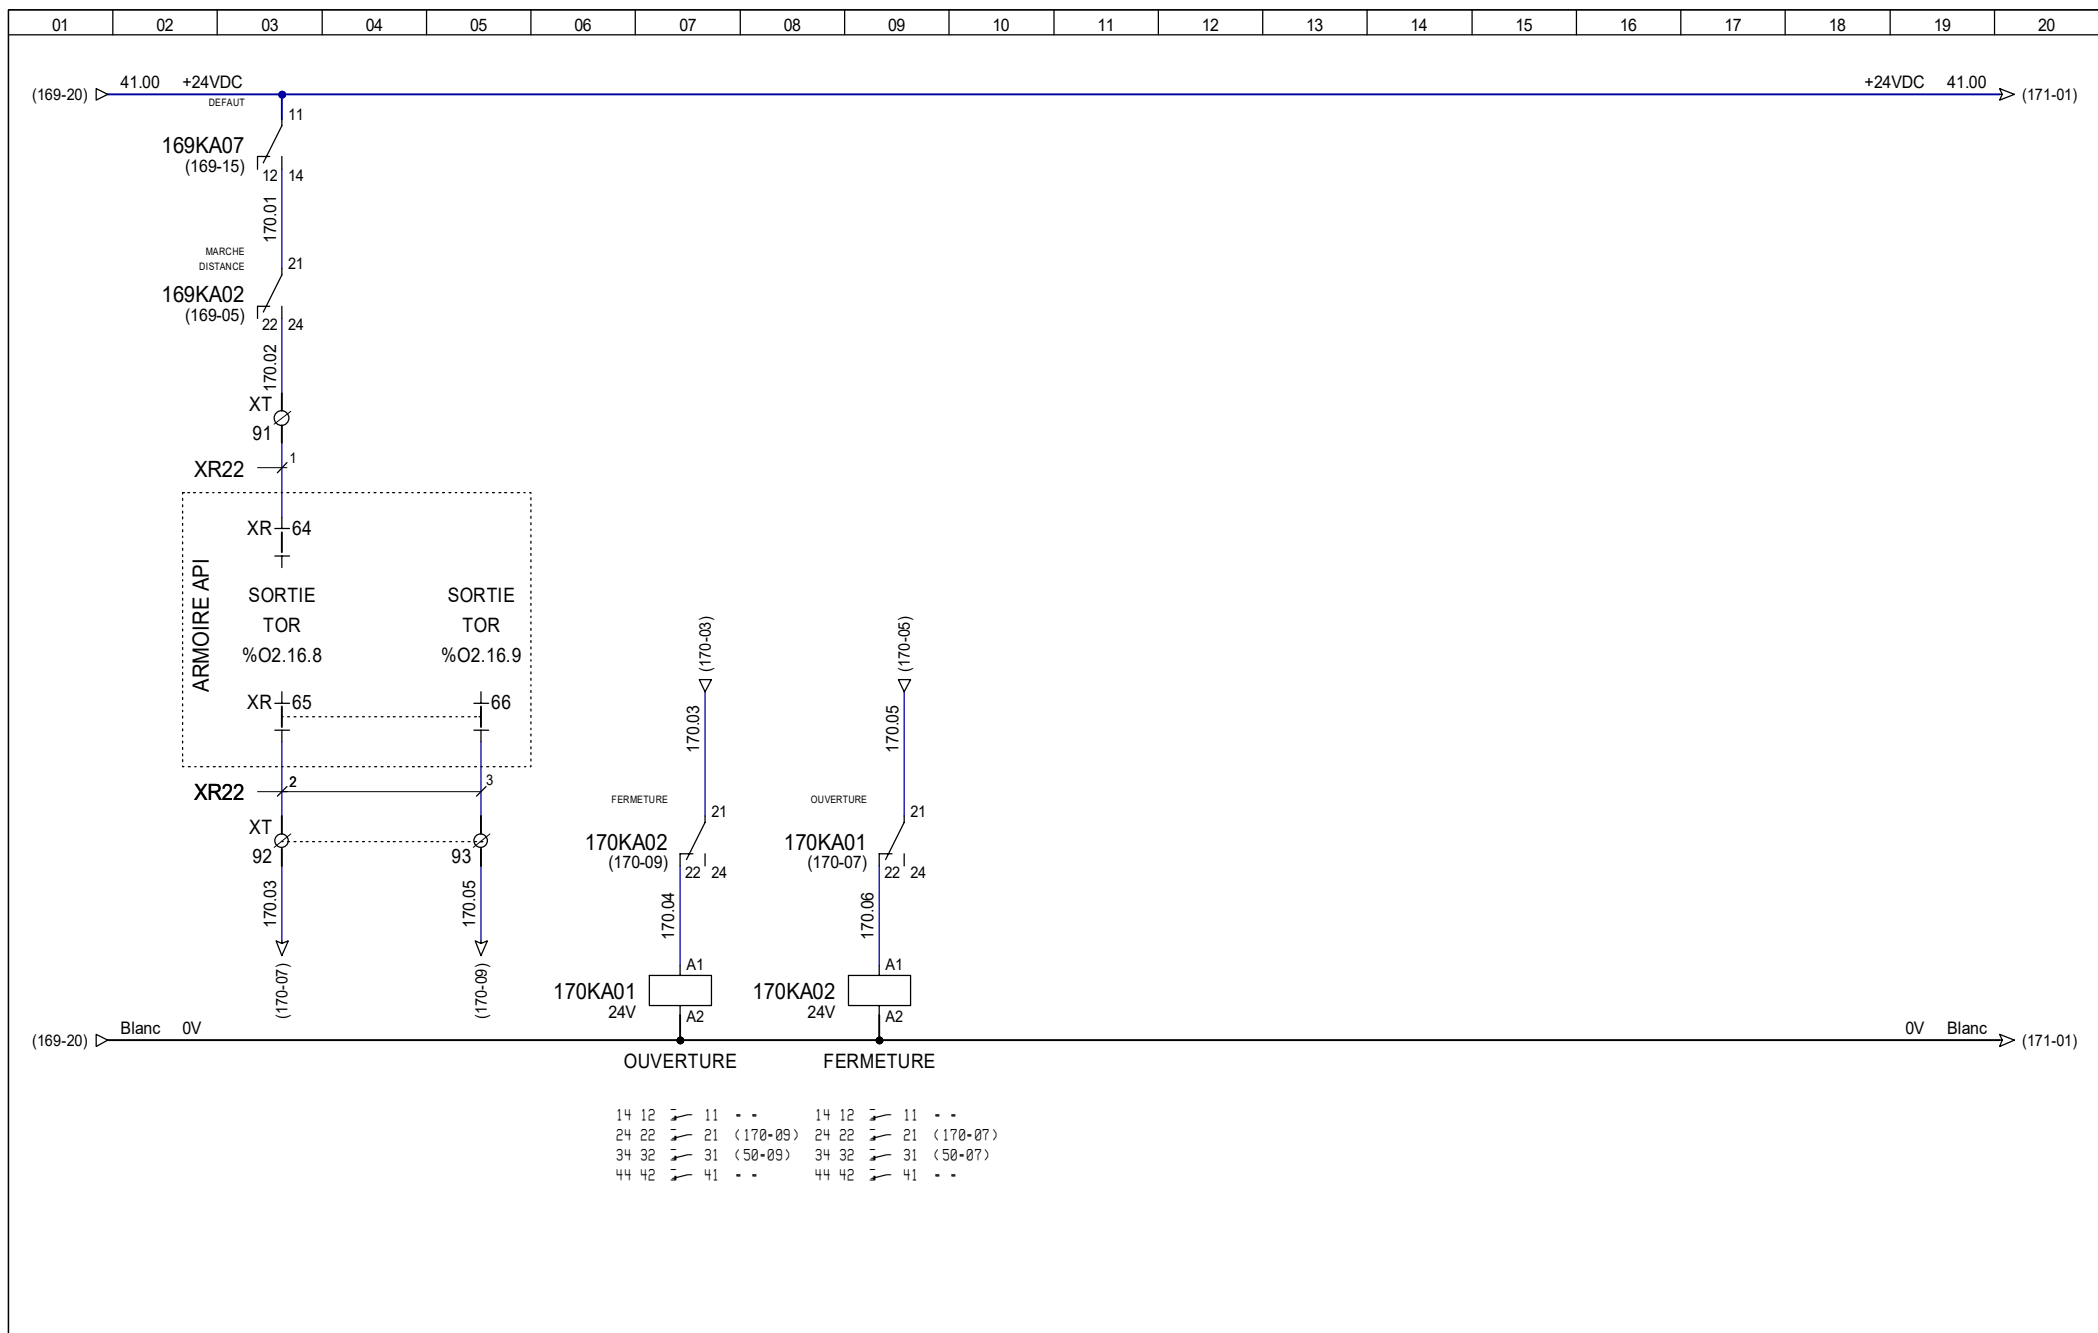 01 02 03 04 05 06 07 08 09 10 11 12 13 14 15 16 17 18 19 20
(169-20) 41.00 +24VDC +24VDC 41.00 (171-01)
DEFAUT
11
169KA07
(169-15)
12 14
170.01
MARCHE
DISTANCE
21
169KA02
(169-05)
22 24
170.02
XT
91
XR22 1
ARMOIRE API
XR 64
SORTIE SORTIE
TOR TOR
%O2.16.8 %O2.16.9
XR 65 66
XR22 2 3
XT
92 93
170.03 170.05
(170-07) (170-09)
(170-03) (170-05)
170.03 170.05
FERMETURE OUVERTURE
21 21
170KA02 170KA01
(170-09) (170-07)
22 24 22 24
170.04 170.06
A1 A1
170KA01 170KA02
24V 24V
A2 A2
(169-20) Blanc 0V 0V Blanc (171-01)
OUVERTURE FERMETURE
14 12 11 - - 14 12 11 - -
24 22 21 (170-09) 24 22 21 (170-07)
34 32 31 (50-09) 34 32 31 (50-07)
44 42 41 - - 44 42 41 - -